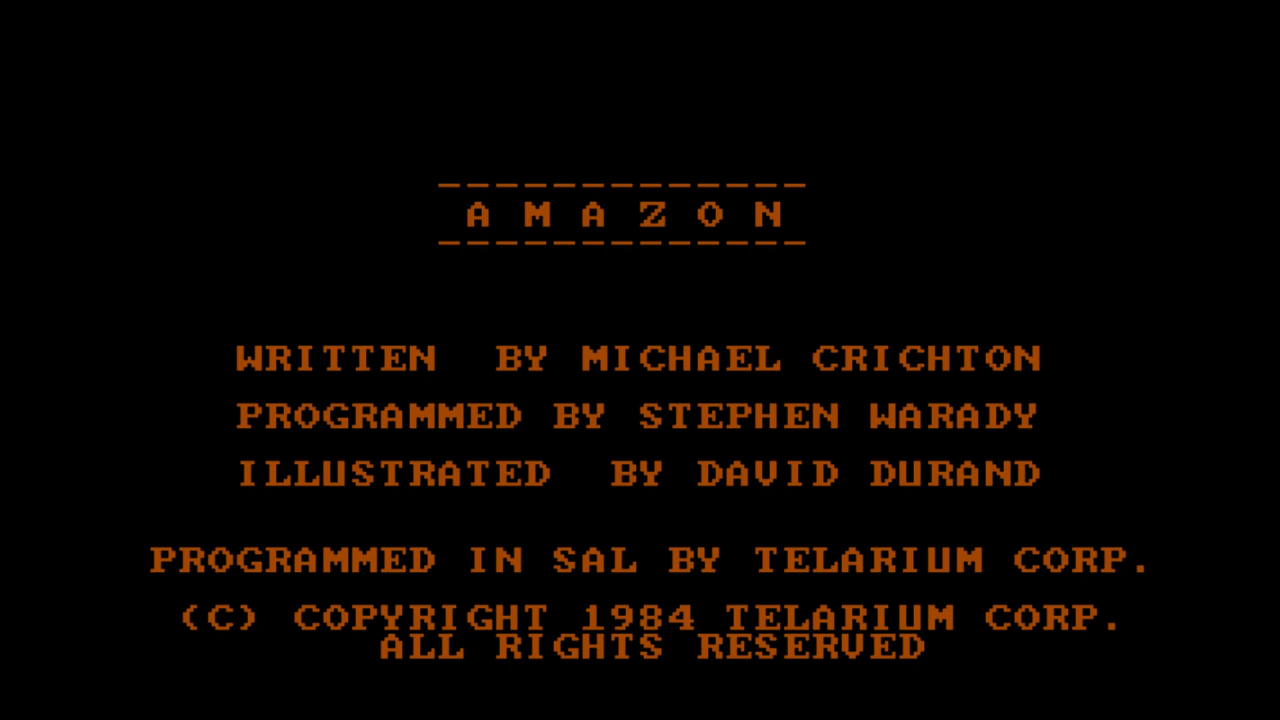 -------------
A M A Z O N
-------------
WRITTEN  BY MICHAEL CRICHTON
PROGRAMMED BY STEPHEN WARADY
ILLUSTRATED  BY DAVID DURAND
PROGRAMMED IN SAL BY TELARIUM CORP.
(C) COPYRIGHT 1984 TELARIUM CORP.
ALL RIGHTS RESERVED